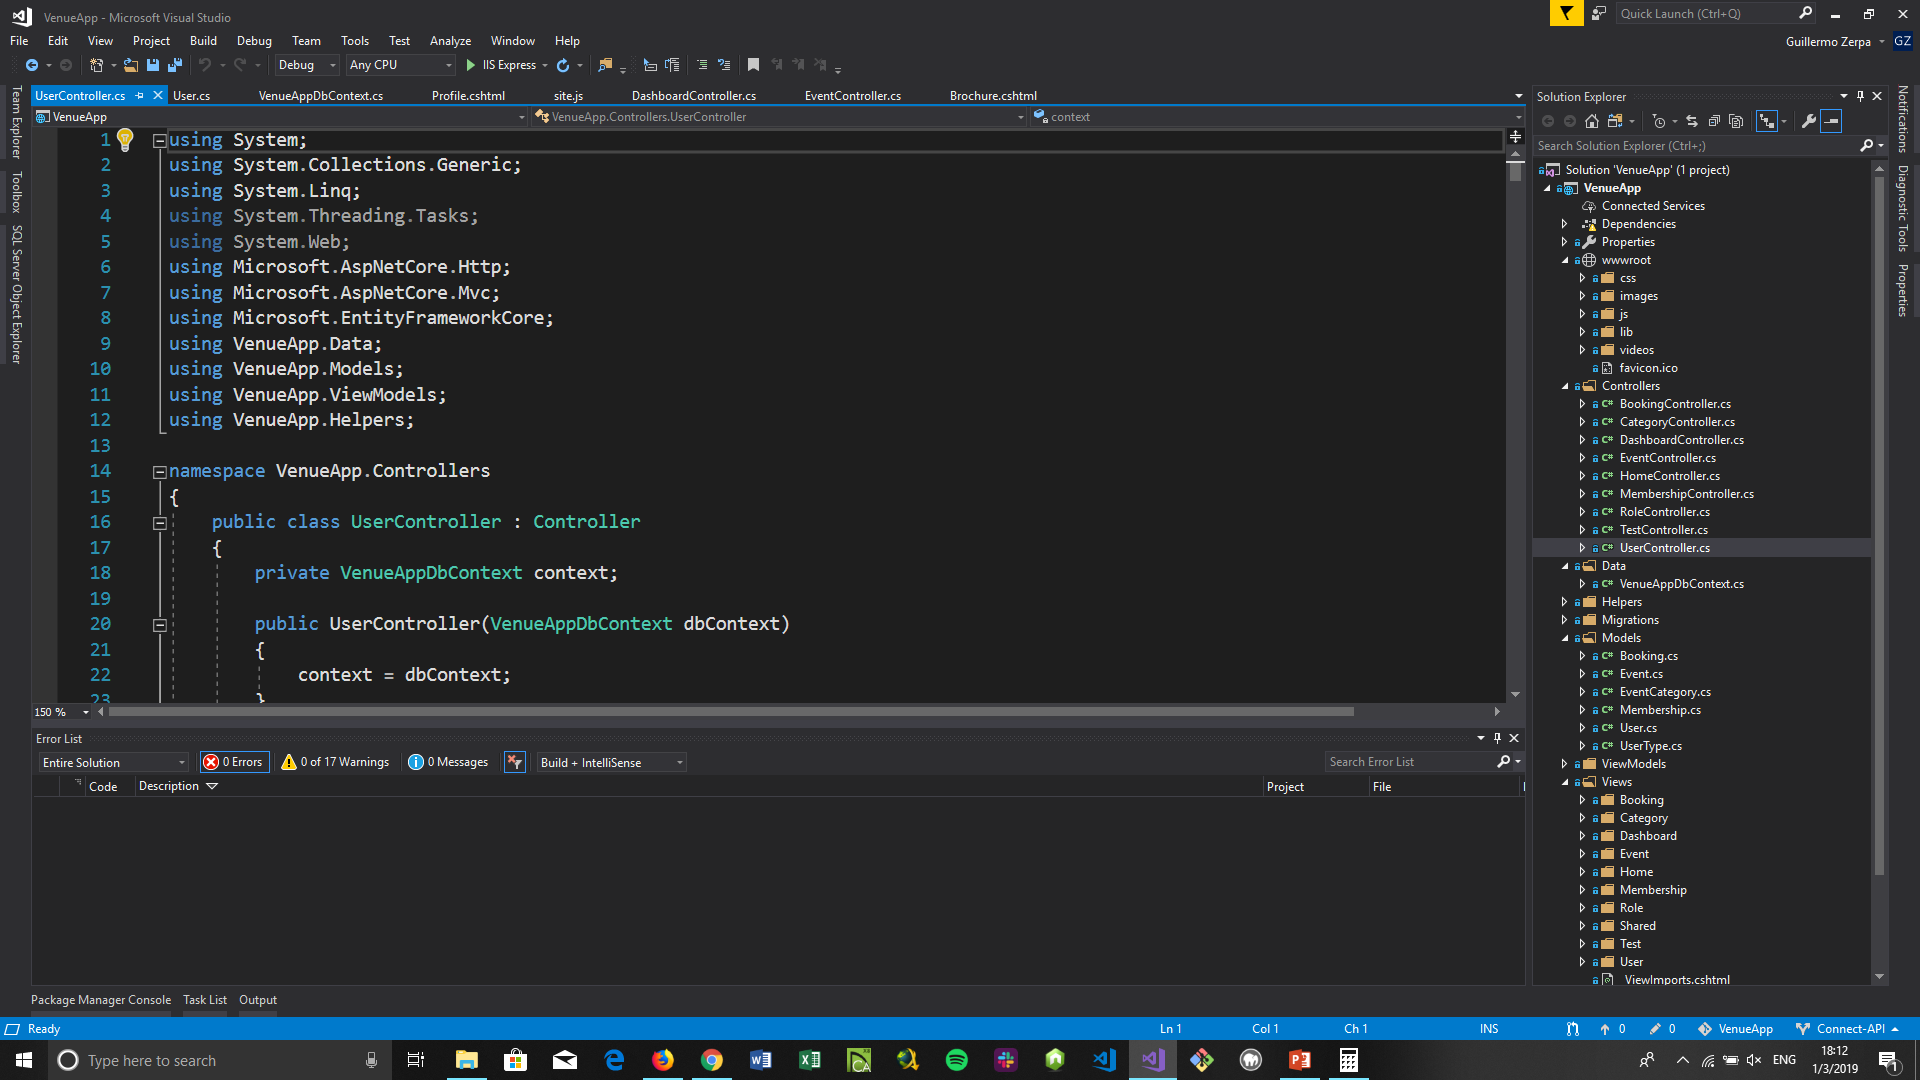 VenueApp - Microsoft Visual Studio
Quick Launch (Ctrl+Q)
File Edit View Project Build Debug Team Tools Test Analyze Window Help
Guillermo Zerpa GZ
Debug Any CPU IIS Express
UserController.cs User.cs VenueAppDbContext.cs Profile.cshtml site.js DashboardController.cs EventController.cs Brochure.cshtml
VenueApp VenueApp.Controllers.UserController context
Team Explorer
Toolbox
SQL Server Object Explorer
1 using System;
2 using System.Collections.Generic;
3 using System.Linq;
4 using System.Threading.Tasks;
5 using System.Web;
6 using Microsoft.AspNetCore.Http;
7 using Microsoft.AspNetCore.Mvc;
8 using Microsoft.EntityFrameworkCore;
9 using VenueApp.Data;
10 using VenueApp.Models;
11 using VenueApp.ViewModels;
12 using VenueApp.Helpers;
13
14 namespace VenueApp.Controllers
15 {
16 public class UserController : Controller
17 {
18 private VenueAppDbContext context;
19
20 public UserController(VenueAppDbContext dbContext)
21 {
22 context = dbContext;
23 }
150 %
Error List
Entire Solution 0 Errors 0 of 17 Warnings 0 Messages Build + IntelliSense Search Error List
Code Description Project File
Package Manager Console Task List Output
Solution Explorer
Search Solution Explorer (Ctrl+;)
Solution 'VenueApp' (1 project)
VenueApp
Connected Services
Dependencies
Properties
wwwroot
css
images
js
lib
videos
favicon.ico
Controllers
C# BookingController.cs
C# CategoryController.cs
C# DashboardController.cs
C# EventController.cs
C# HomeController.cs
C# MembershipController.cs
C# RoleController.cs
C# TestController.cs
C# UserController.cs
Data
C# VenueAppDbContext.cs
Helpers
Migrations
Models
C# Booking.cs
C# Event.cs
C# EventCategory.cs
C# Membership.cs
C# User.cs
C# UserType.cs
ViewModels
Views
Booking
Category
Dashboard
Event
Home
Membership
Role
Shared
Test
User
_ViewImports.cshtml
Notifications
Diagnostic Tools
Properties
Ready Ln 1 Col 1 Ch 1 INS 0 0 VenueApp Connect-API
Type here to search
ENG
18:12
1/3/2019
1